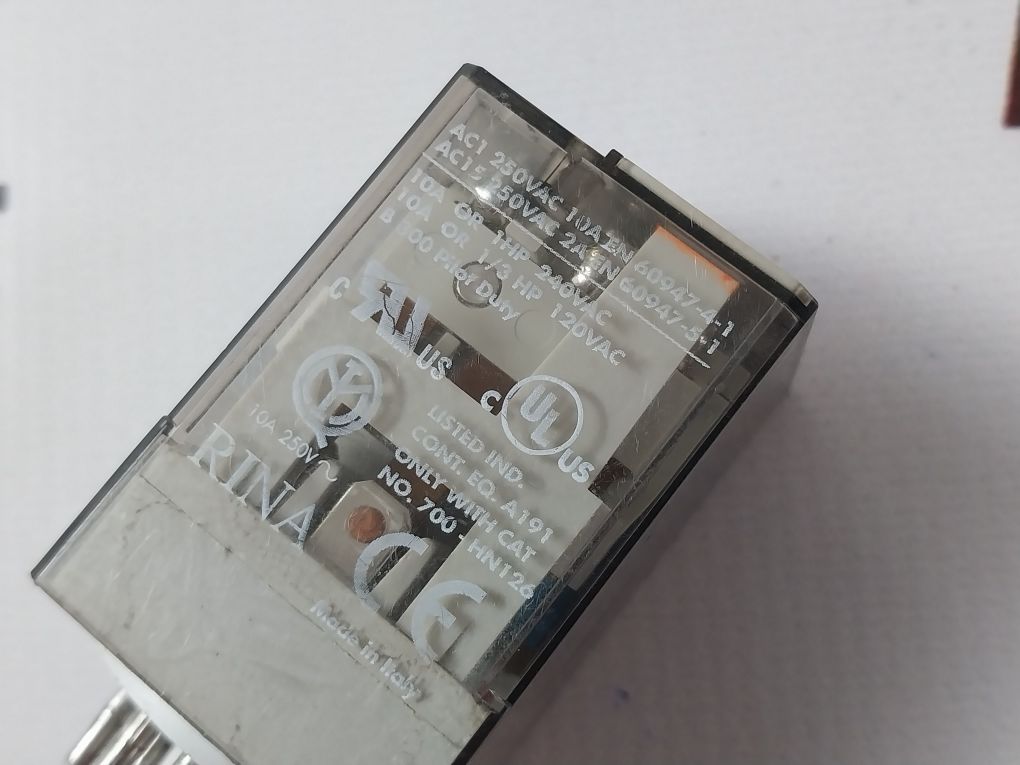 AC1 250VAC 10A EN 60947-4-1
AC15 250VAC 2A EN 60947-5-1
10A OR 1HP 240VAC
10A OR 1/3 HP 120VAC
B 300 Pilot Duty
C US
C UL US
LISTED IND.
CONT. EQ. A191
ONLY WITH CAT
NO. 700 - HN126
10A 250V~
RINA
CE
Made in Italy